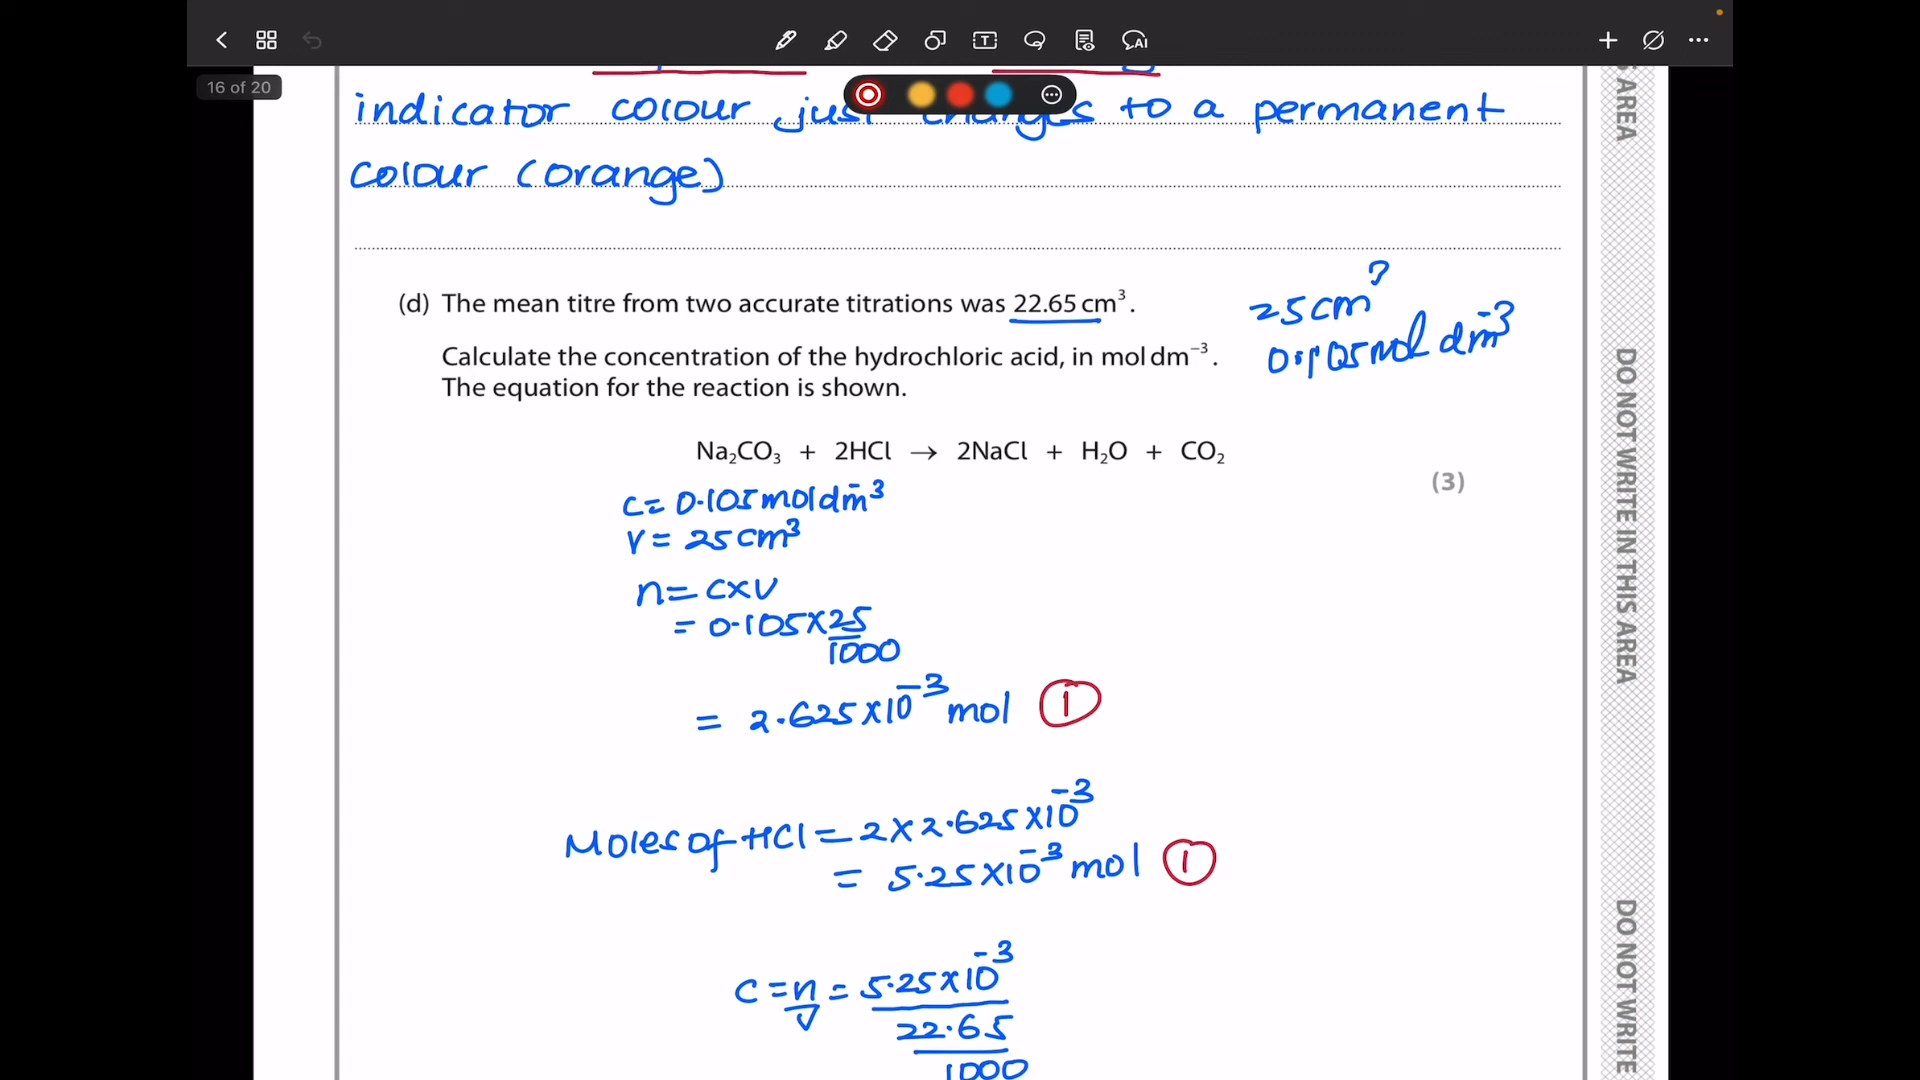 16 of 20
indicator colour just changes to a permanent
colour (orange)
(d) The mean titre from two accurate titrations was 22.65 cm³.
25 cm³
0.105 mol dm⁻³
Calculate the concentration of the hydrochloric acid, in mol dm⁻³.
The equation for the reaction is shown.
Na₂CO₃ + 2HCl → 2NaCl + H₂O + CO₂
(3)
C = 0.105 mol dm⁻³
V = 25 cm³
n = C×V
= 0.105 × 25/1000
= 2.625×10⁻³ mol ①
Moles of HCl = 2×2.625×10⁻³
= 5.25×10⁻³ mol ①
C = n/V = 5.25×10⁻³
22.65
1000
S AREA
DO NOT WRITE IN THIS AREA
DO NOT WRITE